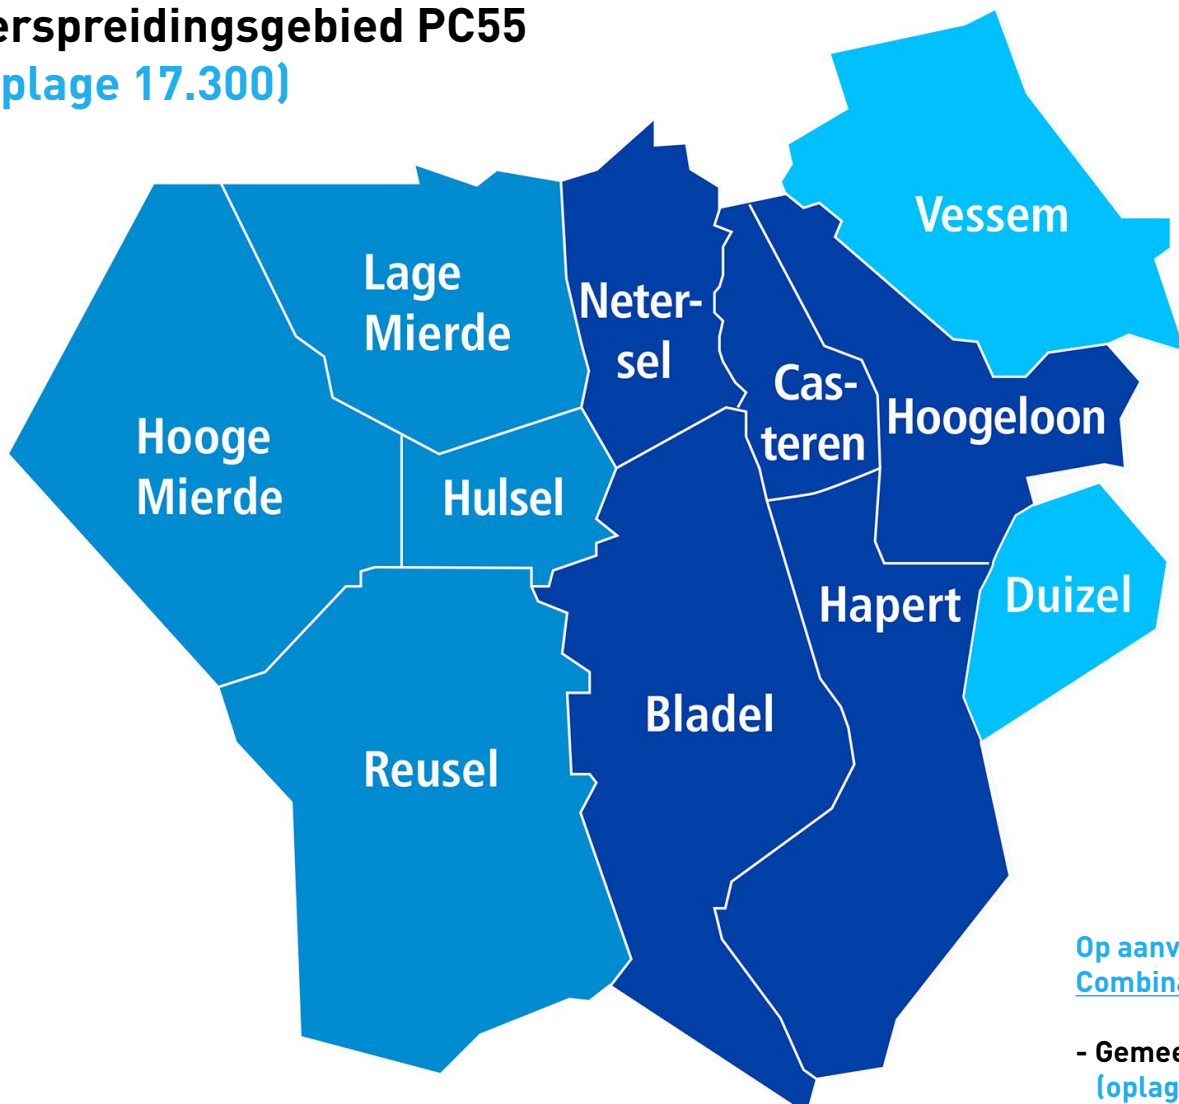 erspreidingsgebied PC55
plage 17.300)
Vessem
Lage
Mierde
Neter-
sel
Cas-
teren
Hoogeloon
Hooge
Mierde
Hulsel
Duizel
Hapert
Bladel
Reusel
Op aanv
Combina
- Gemee
(oplag